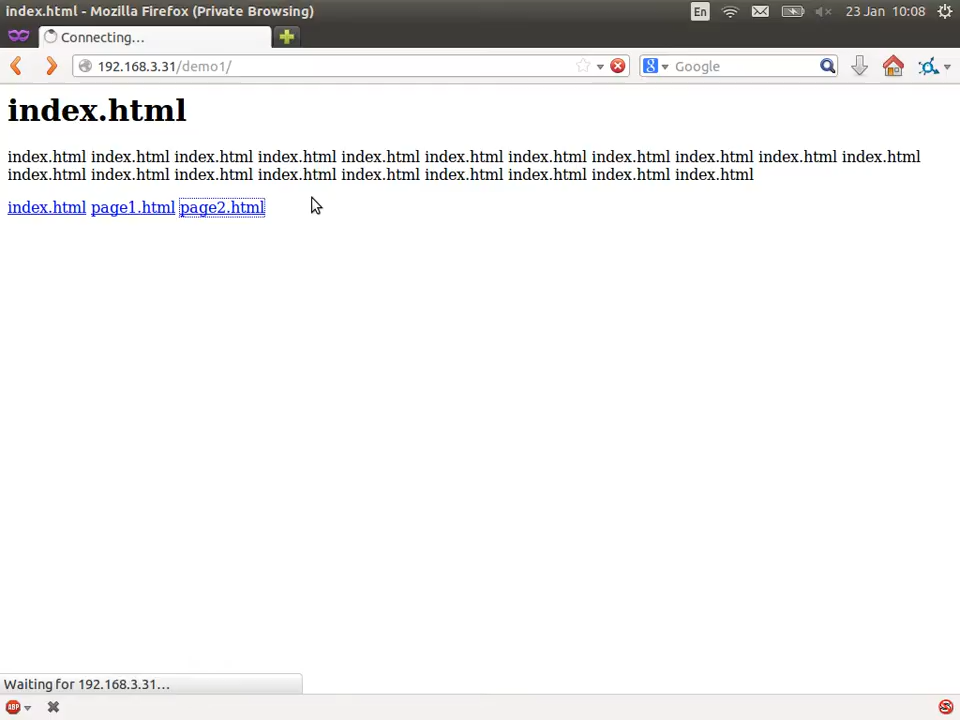 index.html - Mozilla Firefox (Private Browsing)
En
23 Jan 10:08
Connecting...
192.168.3.31/demo1/
8
Google
index.html
index.html index.html index.html index.html index.html index.html index.html index.html index.html index.html index.html
index.html index.html index.html index.html index.html index.html index.html index.html index.html
index.html page1.html page2.html
Waiting for 192.168.3.31...
ABP